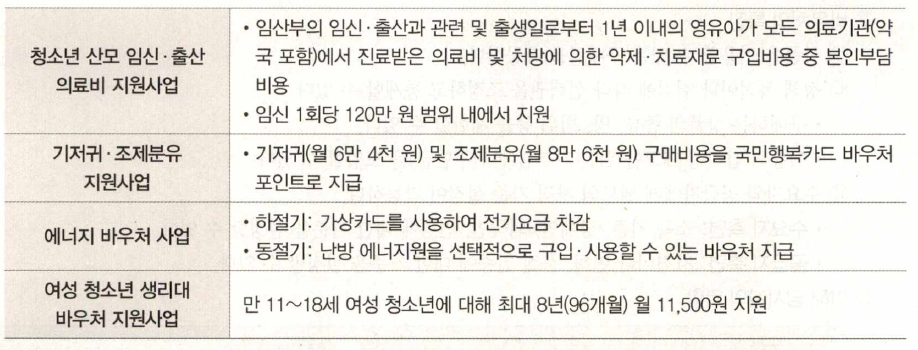 청소년 산모 임신·출산
의료비 지원사업
• 임산부의 임신·출산과 관련 및 출생일로부터 1년 이내의 영유아가 모든 의료기관(약
국 포함)에서 진료받은 의료비 및 처방에 의한 약제·치료재료 구입비용 중 본인부담
비용
• 임신 1회당 120만 원 범위 내에서 지원
기저귀·조제분유
지원사업
• 기저귀(월 6만 4천 원) 및 조제분유(월 8만 6천 원) 구매비용을 국민행복카드 바우처
포인트로 지급
에너지 바우처 사업
• 하절기: 가상카드를 사용하여 전기요금 차감
• 동절기: 난방 에너지원을 선택적으로 구입·사용할 수 있는 바우처 지급
여성 청소년 생리대
바우처 지원사업
만 11~18세 여성 청소년에 대해 최대 8년(96개월) 월 11,500원 지원